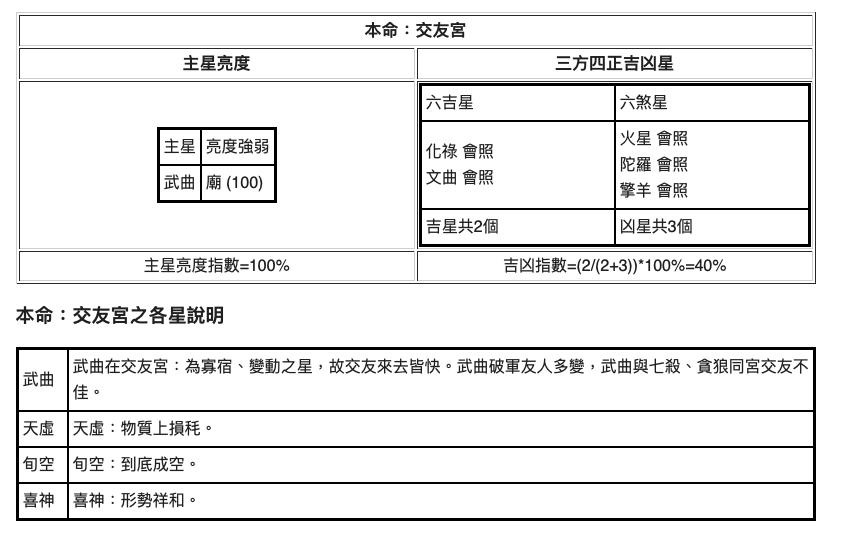 本命：交友宮
主星亮度
三方四正吉凶星
主星 亮度強弱
武曲 廟 (100)
六吉星
六煞星
化祿 會照
文曲 會照
火星 會照
陀羅 會照
擎羊 會照
吉星共2個
凶星共3個
主星亮度指數=100%
吉凶指數=(2/(2+3))*100%=40%
本命：交友宮之各星說明
武曲
武曲在交友宮：為寡宿、變動之星，故交友來去皆快。武曲破軍友人多變，武曲與七殺、貪狼同宮交友不
佳。
天虛 天虛：物質上損耗。
旬空 旬空：到底成空。
喜神 喜神：形勢祥和。